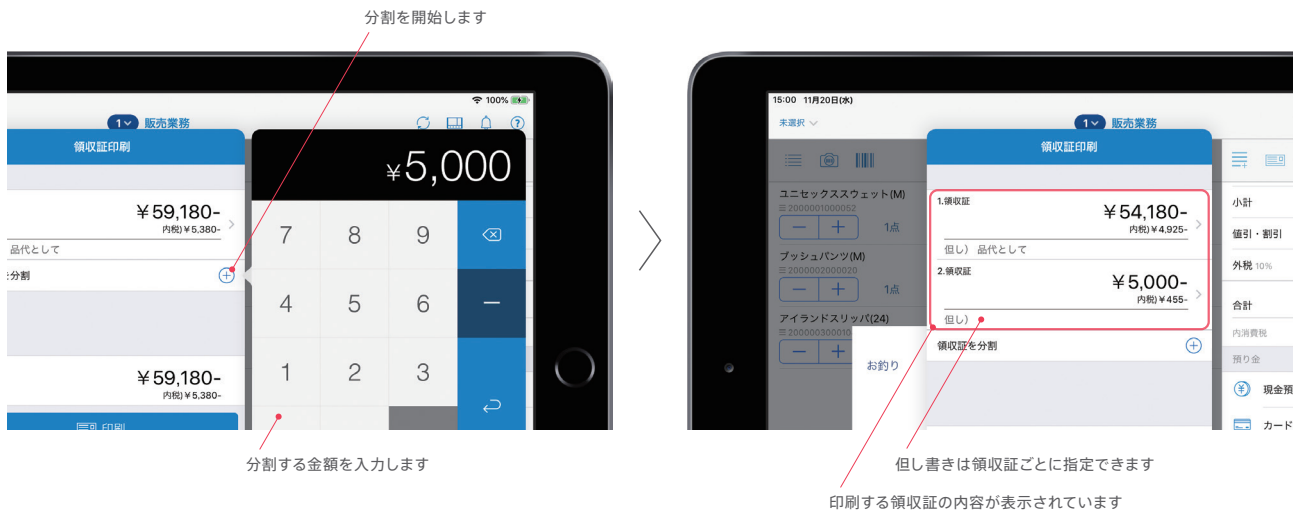 分割を開始します
100%
1 販売業務
領収証印刷
¥59,180-
内税)¥5,380-
品代として
分割
¥59,180-
内税)¥5,380-
印刷
¥5,000
7 8 9
4 5 6
1 2 3
分割する金額を入力します
15:00 11月20日(水)
未選択
1 販売業務
領収証印刷
ユニセックススウェット(M)
2000001000052
1点
プッシュパンツ(M)
2000002000020
1点
アイランドスリッパ(24)
お釣り
1.領収証
¥54,180-
内税)¥4,925-
但し) 品代として
2.領収証
¥5,000-
内税)¥455-
但し)
領収証を分割
小計
値引・割引
外税 10%
合計
内消費税
預り金
現金預
カード
但し書きは領収証ごとに指定できます
印刷する領収証の内容が表示されています